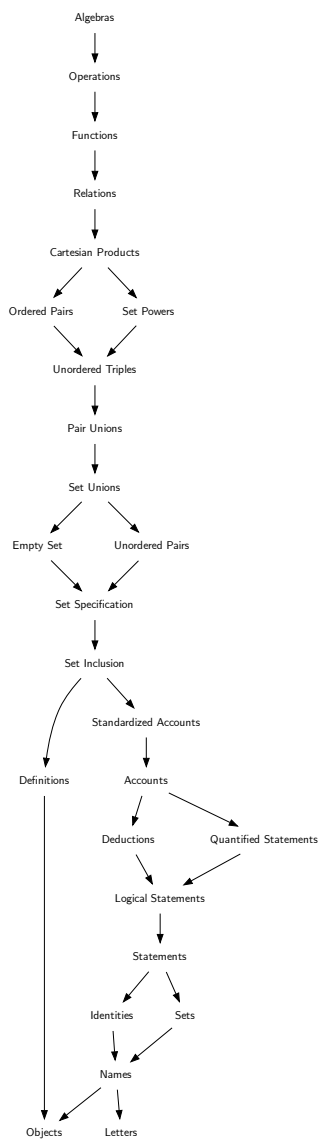 Algebras
Operations
Functions
Relations
Cartesian Products
Ordered Pairs
Set Powers
Unordered Triples
Pair Unions
Set Unions
Empty Set
Unordered Pairs
Set Specification
Set Inclusion
Standardized Accounts
Definitions
Accounts
Deductions
Quantified Statements
Logical Statements
Statements
Identities
Sets
Names
Objects
Letters